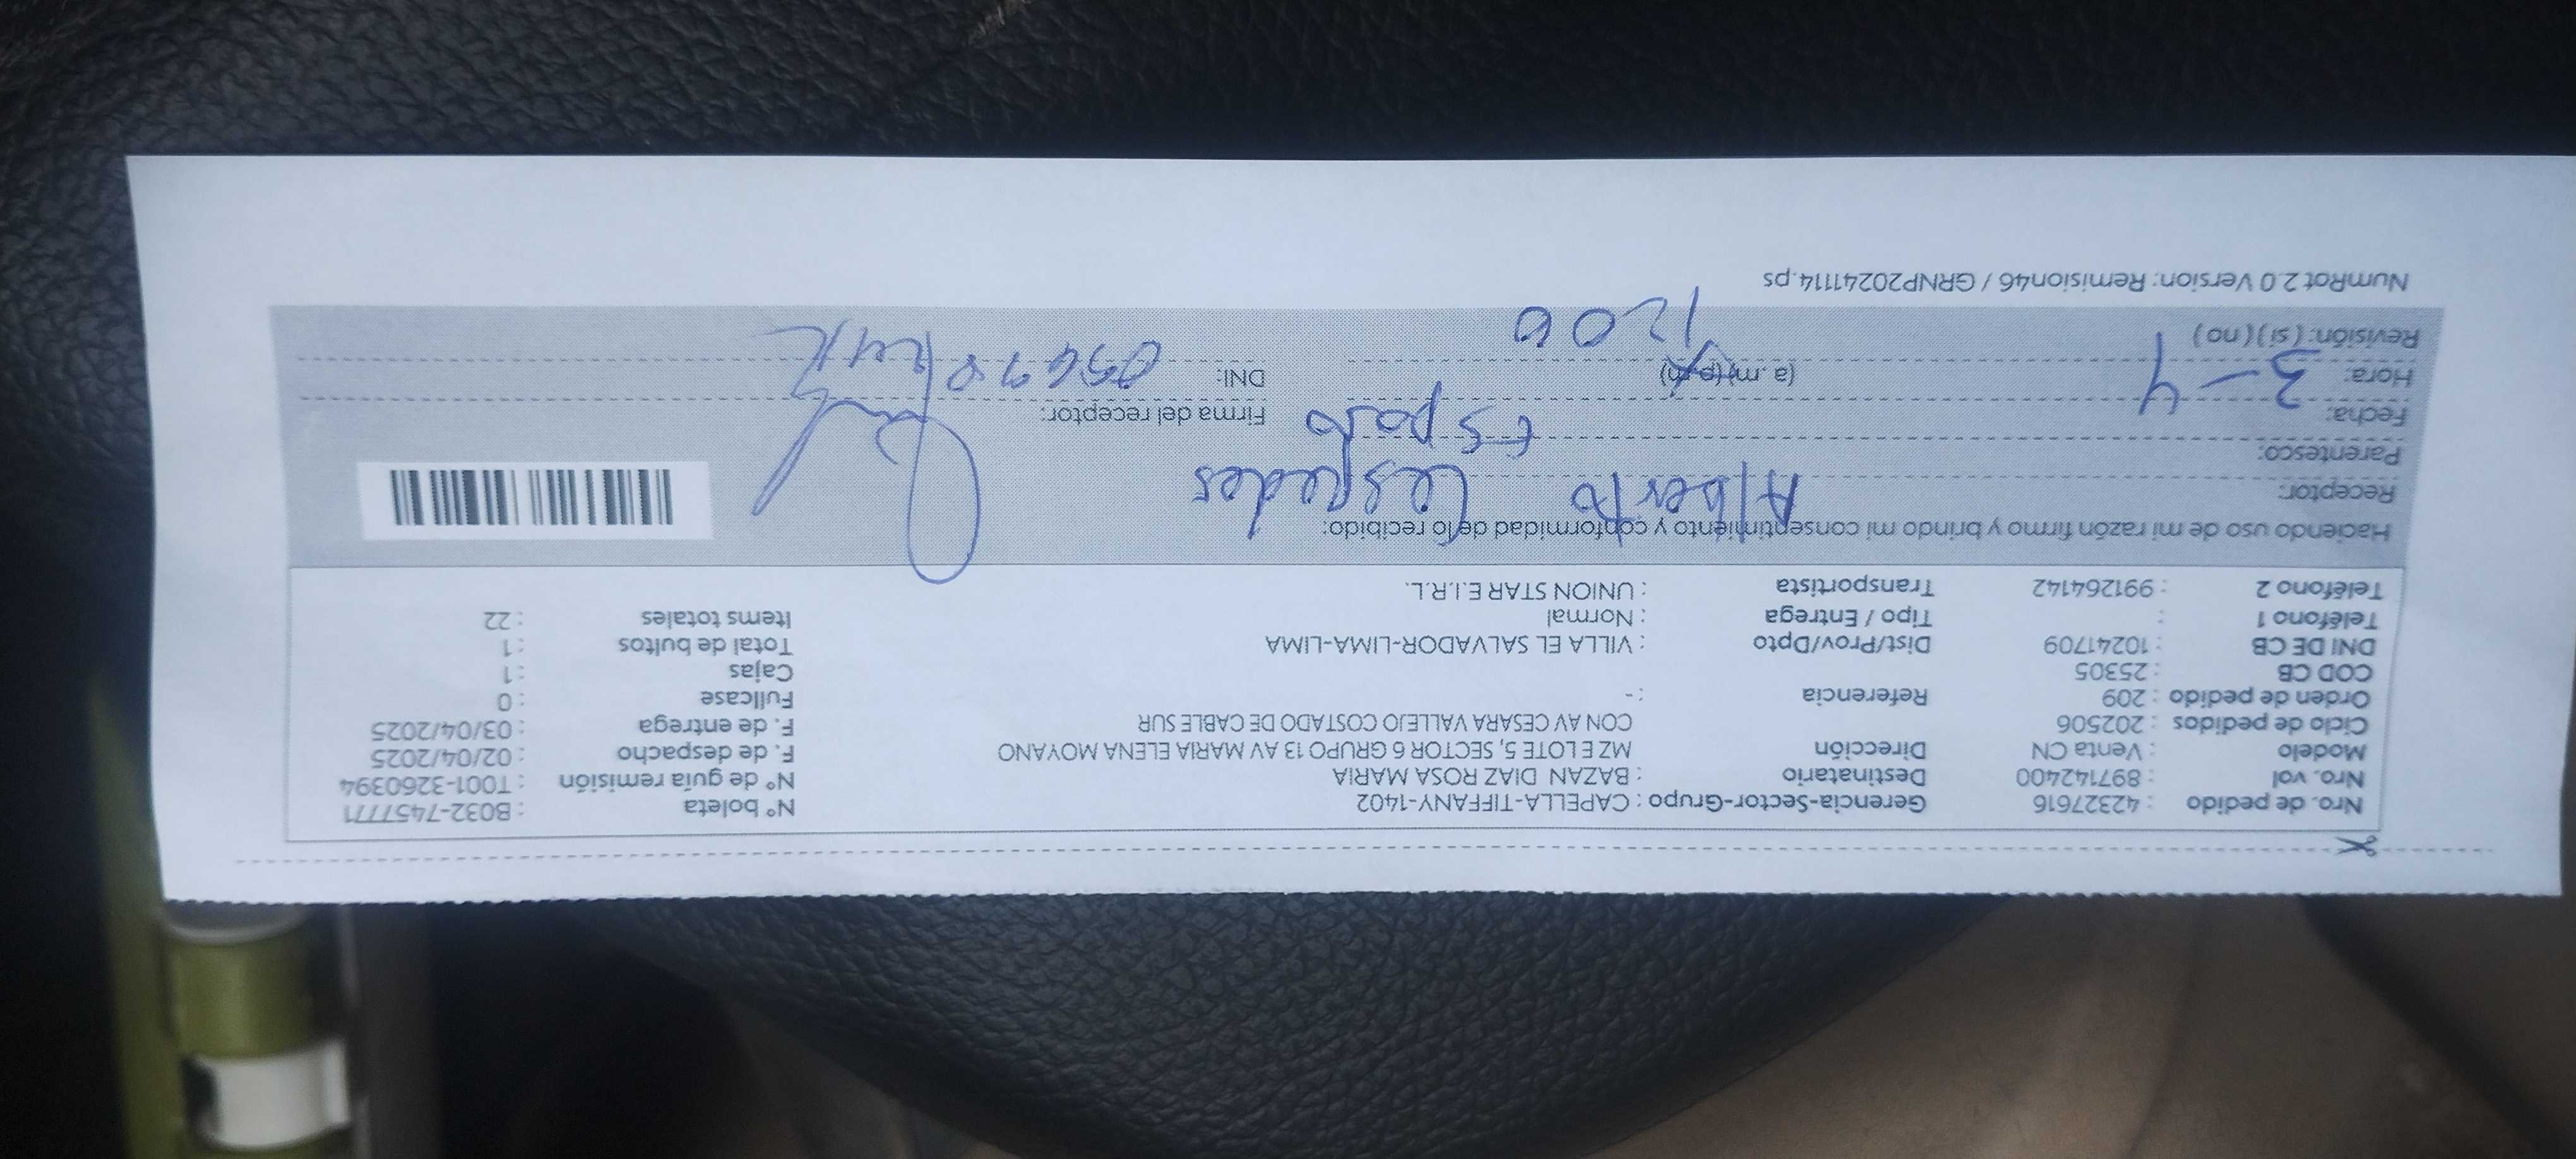 Nro. de pedido : 42327616 Gerencia-Sector-Grupo : CAPELLA-TIFFANY-1402 N° boleta : B032-7457771
Nro. vol : 897142400 Destinatario : BAZAN DIAZ ROSA MARIA N° de guía remisión : T001-3260394
Modelo : Venta CN Dirección MZ E LOTE 5, SECTOR 6 GRUPO 13 AV MARIA ELENA MOYANO F. de despacho : 02/04/2025
Ciclo de pedidos : 202506 CON AV CESARA VALLEJO COSTADO DE CABLE SUR F. de entrega : 03/04/2025
Orden de pedido : 209 Referencia : - Fullcase : 0
COD CB : 25305 Cajas : 1
DNI DE CB : 10241709 Dist/Prov/Dpto : VILLA EL SALVADOR-LIMA-LIMA Total de bultos : 1
Teléfono 1 : Tipo / Entrega : Normal Items totales : 22
Teléfono 2 : 991264142 Transportista : UNION STAR E.I.R.L.
Haciendo uso de mi razón firmo y brindo mi consentimiento y conformidad de lo recibido:
Receptor: Alberto Cespedes
Parentesco: Esposo
Fecha: 3-4 Firma del receptor:
Hora: (a.m) (p.m) DNI:
1200
Revisión: (si) (no)
NumRot 2.0 Version: Remision46 / GRNP20241114.ps